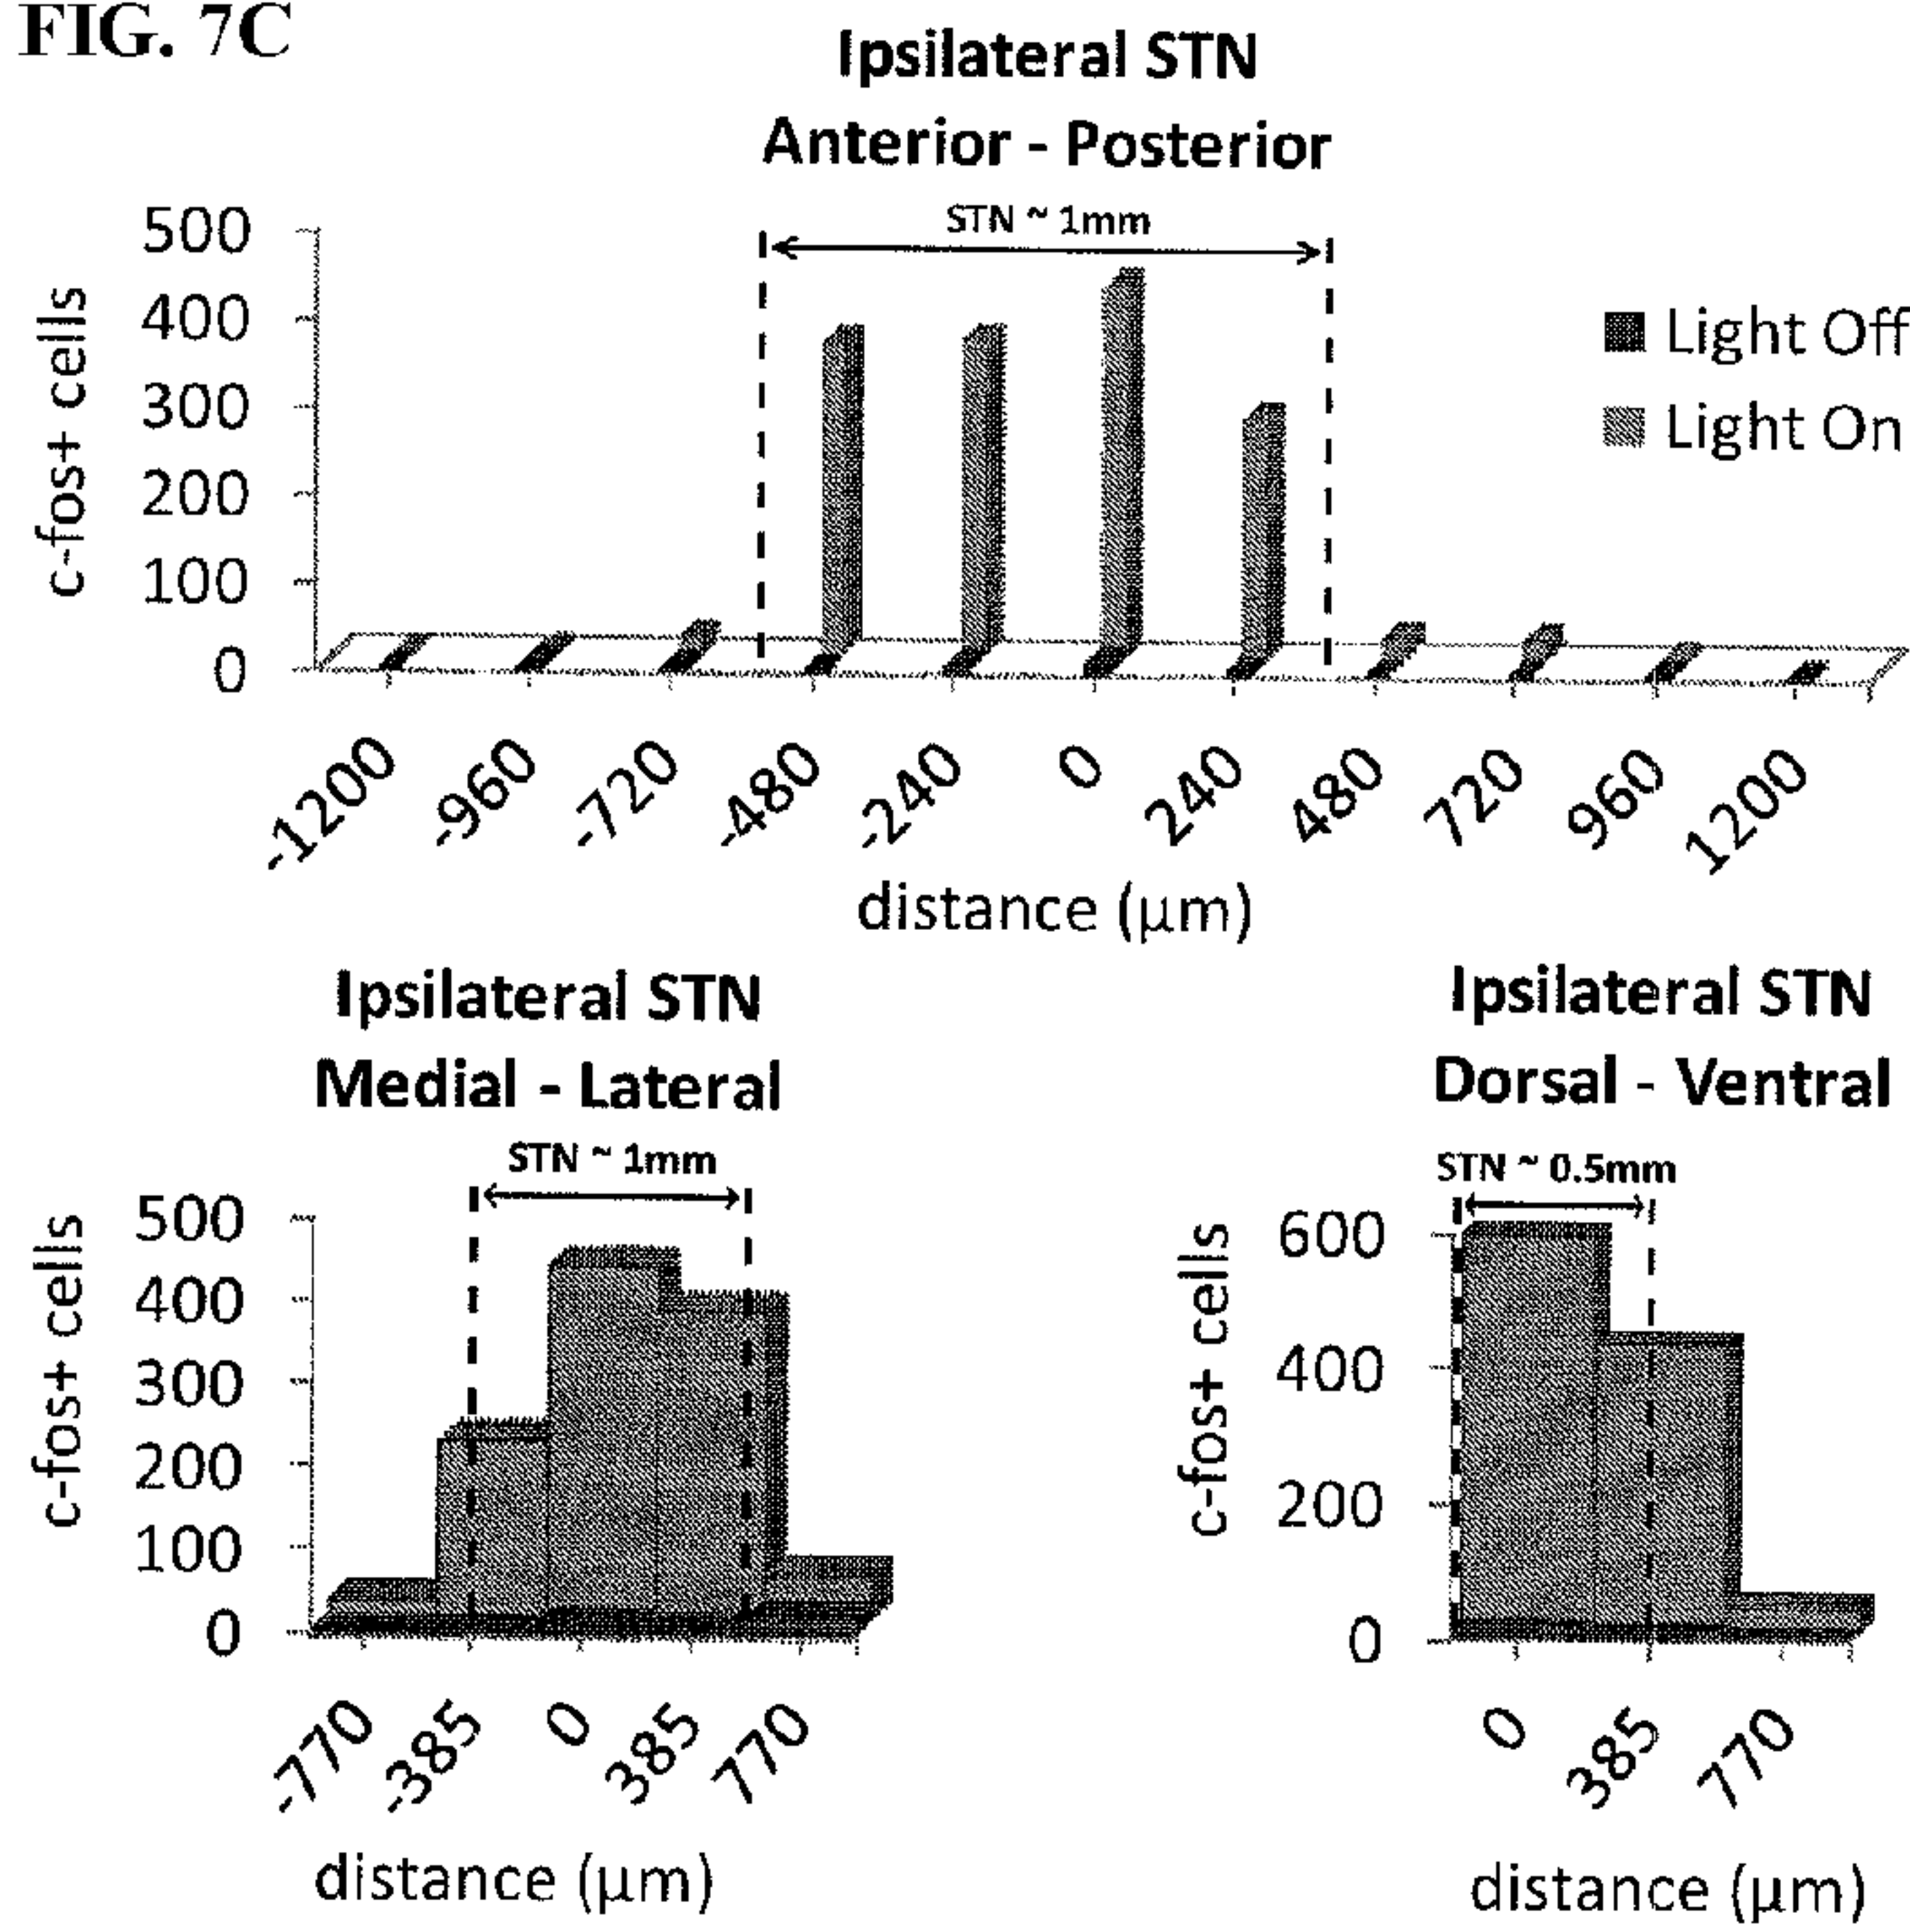 FIG. 7C
Ipsilateral STN
Anterior - Posterior
STN ~ 1mm
500
400
300
200
100
0
c-fos+ cells
Light Off
Light On
-1200
-960
-720
-480
-240
0
240
480
720
960
1200
distance (μm)
Ipsilateral STN
Medial - Lateral
STN ~ 1mm
500
400
300
200
100
0
c-fos+ cells
-770
-385
0
385
770
distance (μm)
Ipsilateral STN
Dorsal - Ventral
STN ~ 0.5mm
600
400
200
0
c-fos+ cells
0
385
770
distance (μm)